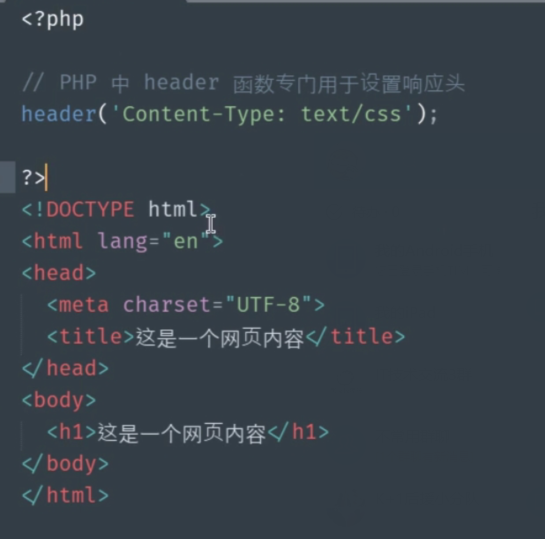 <?php
// PHP 中 header 函数专门用于设置响应头
header('Content-Type: text/css');
?>
<!DOCTYPE html>
<html lang="en">
<head>
<meta charset="UTF-8">
<title>这是一个网页内容</title>
</head>
<body>
<h1>这是一个网页内容</h1>
</body>
</html>